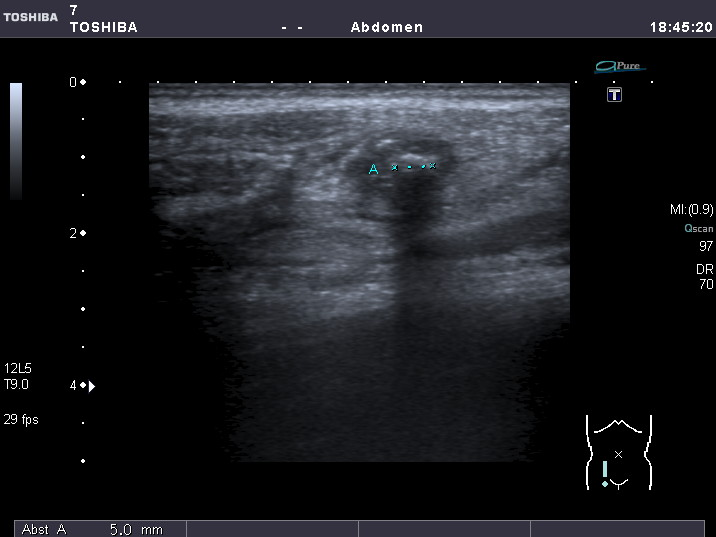 TOSHIBA
7
TOSHIBA - - Abdomen 18:45:20
0
aPure
T
A
MI:(0.9)
2
Qscan
97
DR
70
12L5
T9.0
4
29 fps
Abst A 5.0 mm